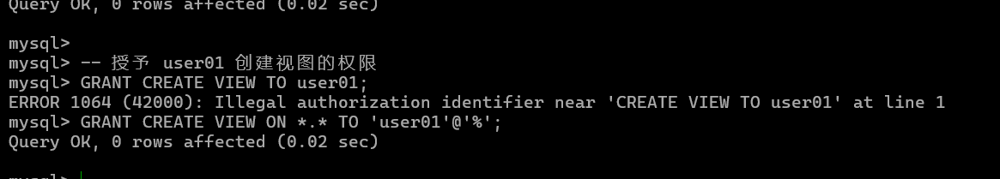 Query OK, 0 rows affected (0.02 sec)
mysql>
mysql> -- 授予 user01 创建视图的权限
mysql> GRANT CREATE VIEW TO user01;
ERROR 1064 (42000): Illegal authorization identifier near 'CREATE VIEW TO user01' at line 1
mysql> GRANT CREATE VIEW ON *.* TO 'user01'@'%';
Query OK, 0 rows affected (0.02 sec)
mysql>